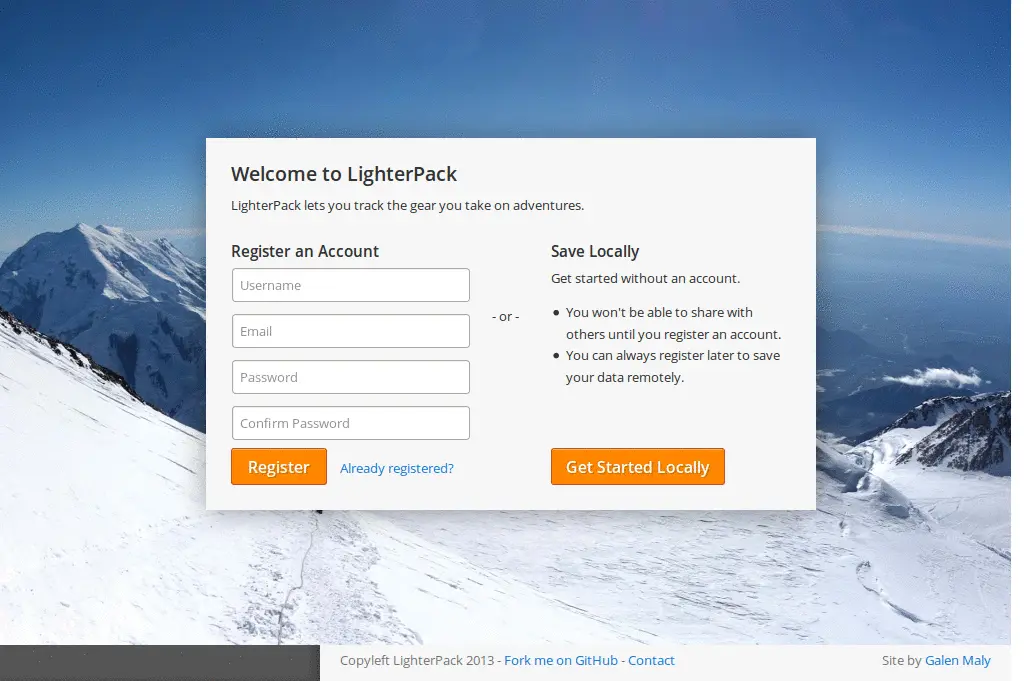 Welcome to LighterPack
LighterPack lets you track the gear you take on adventures.
Register an Account
Username
Email
Password
Confirm Password
Register
Already registered?
- or -
Save Locally
Get started without an account.
You won't be able to share with
others until you register an account.
You can always register later to save
your data remotely.
Get Started Locally
Copyleft LighterPack 2013 - Fork me on GitHub - Contact
Site by Galen Maly